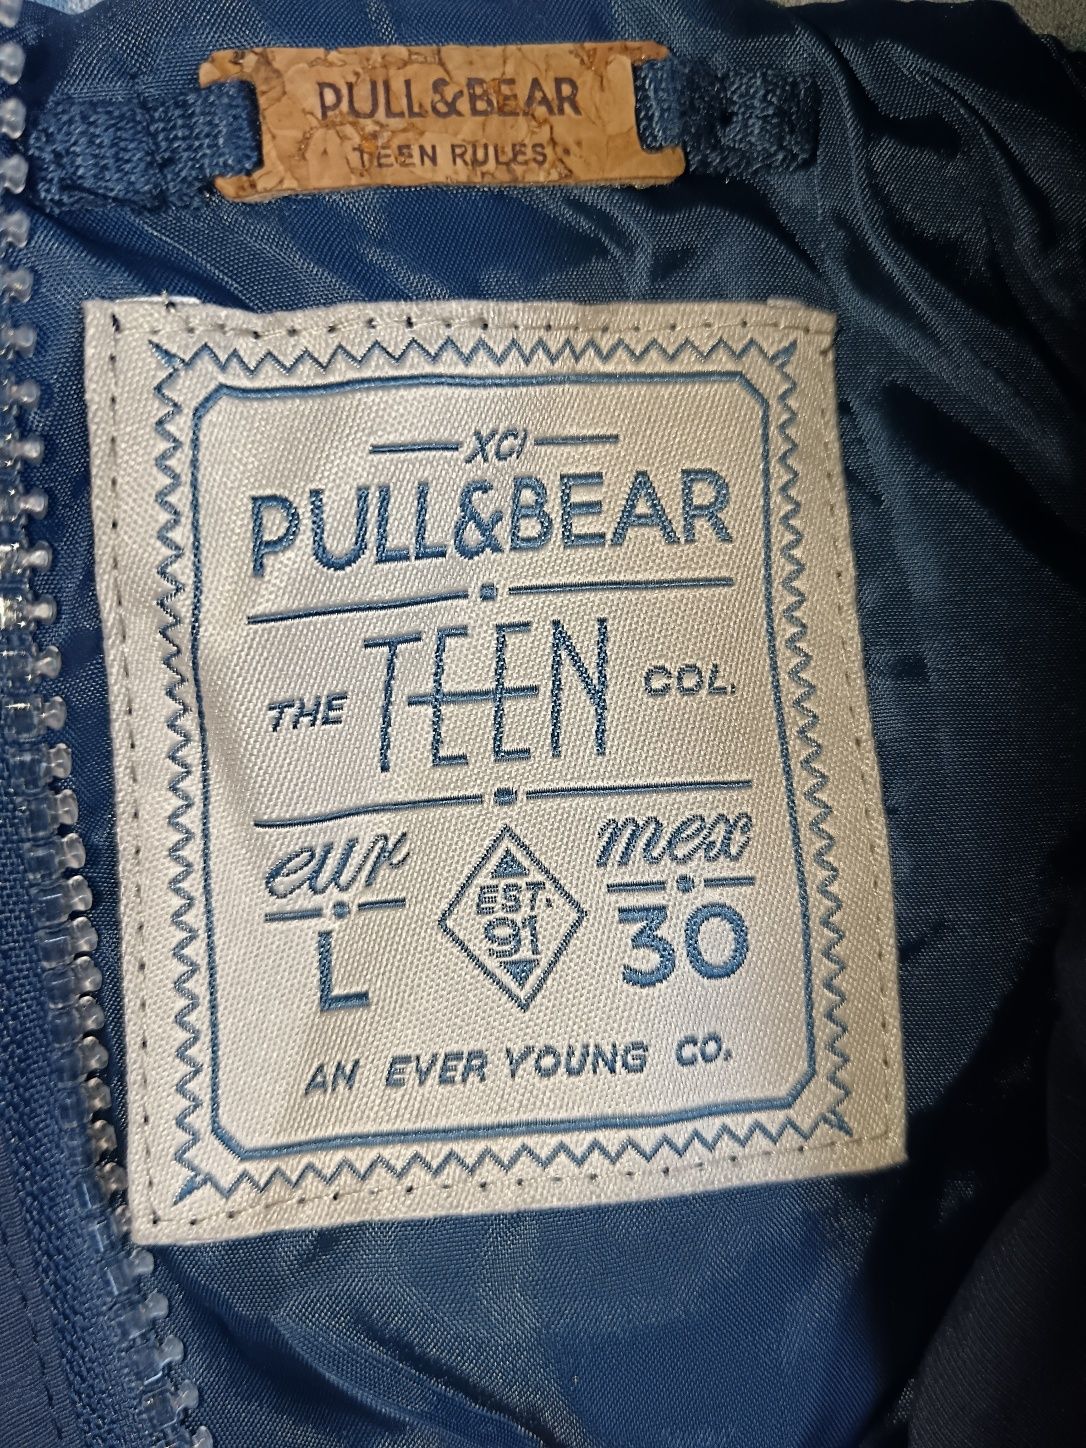 PULL&BEAR
TEEN RULES
XCI
PULL&BEAR
THE TEEN COL.
eur mex
L EST. 91 30
AN EVER YOUNG CO.